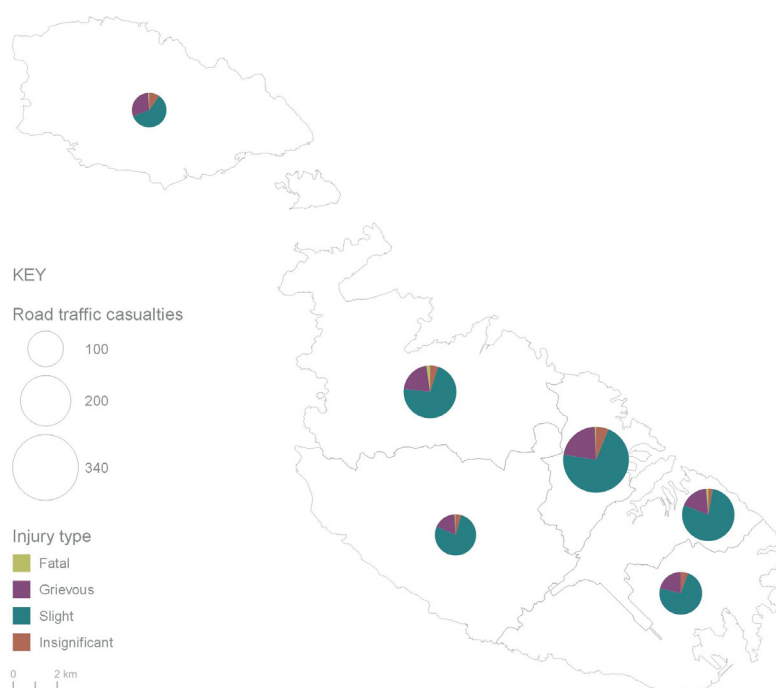 KEY
Road traffic casualties
100
200
340
Injury type
Fatal
Grievous
Slight
Insignificant
0 2 km